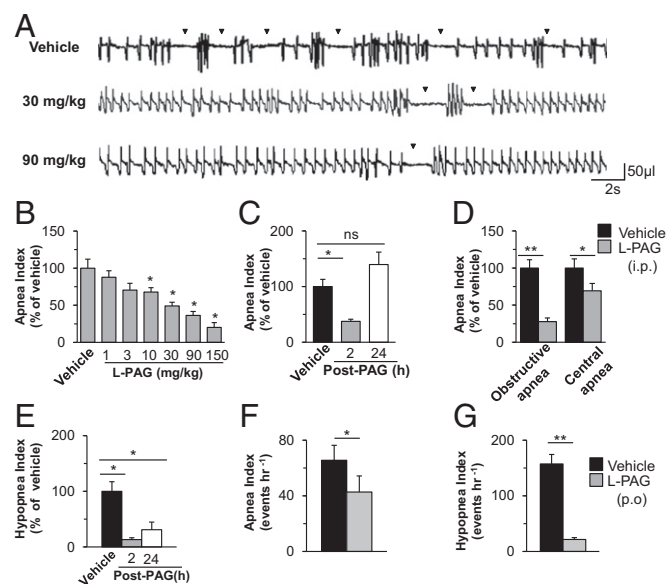 A
Vehicle
30 mg/kg
90 mg/kg
50µl
2s
B
Apnea Index
(% of vehicle)
150
100
50
0
*
*
*
*
Vehicle
1 3 10 30 90 150
L-PAG (mg/kg)
C
Apnea Index
(% of vehicle)
200
100
0
ns
*
Vehicle
2 24
Post-PAG (h)
D
Apnea Index
(% of vehicle)
150
100
50
0
**
*
Obstructive
apnea
Central
apnea
Vehicle
L-PAG
(i.p.)
E
Hypopnea Index
(% of vehicle)
200
100
0
*
*
Vehicle
2 24
Post-PAG(h)
F
Apnea Index
(events hr -1)
80
40
0
*
G
Hypopnea Index
(events hr -1)
200
100
0
**
Vehicle
L-PAG
(p.o)